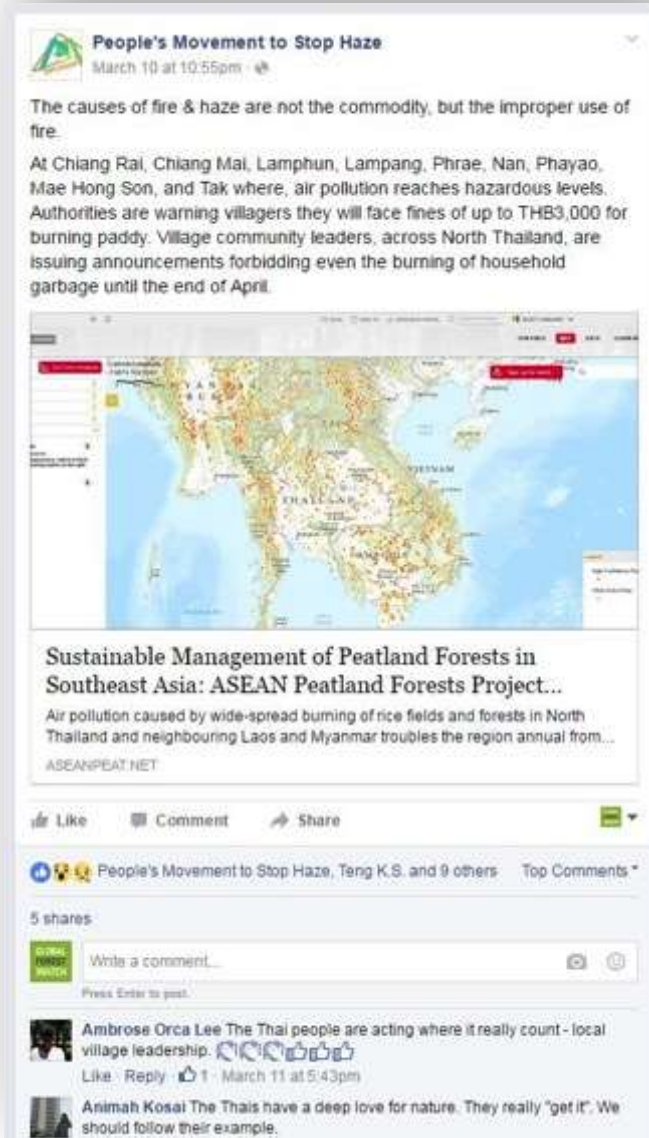 People's Movement to Stop Haze
March 10 at 10:55pm
The causes of fire & haze are not the commodity, but the improper use of
fire.
At Chiang Rai, Chiang Mai, Lamphun, Lampang, Phrae, Nan, Phayao,
Mae Hong Son, and Tak where, air pollution reaches hazardous levels.
Authorities are warning villagers they will face fines of up to THB3,000 for
burning paddy. Village community leaders, across North Thailand, are
issuing announcements forbidding even the burning of household
garbage until the end of April.
VIETNAM
THAILAND
Sustainable Management of Peatland Forests in
Southeast Asia: ASEAN Peatland Forests Project...
Air pollution caused by wide-spread burning of rice fields and forests in North
Thailand and neighbouring Laos and Myanmar troubles the region annual from...
ASEANPEAT.NET
Like Comment Share
People's Movement to Stop Haze, Teng K.S. and 9 others Top Comments
5 shares
GLOBAL
FOREST
WATCH
Write a comment...
Press Enter to post.
Ambrose Orca Lee The Thai people are acting where it really count - local
village leadership.
Like · Reply · 1 · March 11 at 5:43pm
Animah Kosai The Thais have a deep love for nature. They really "get it". We
should follow their example.